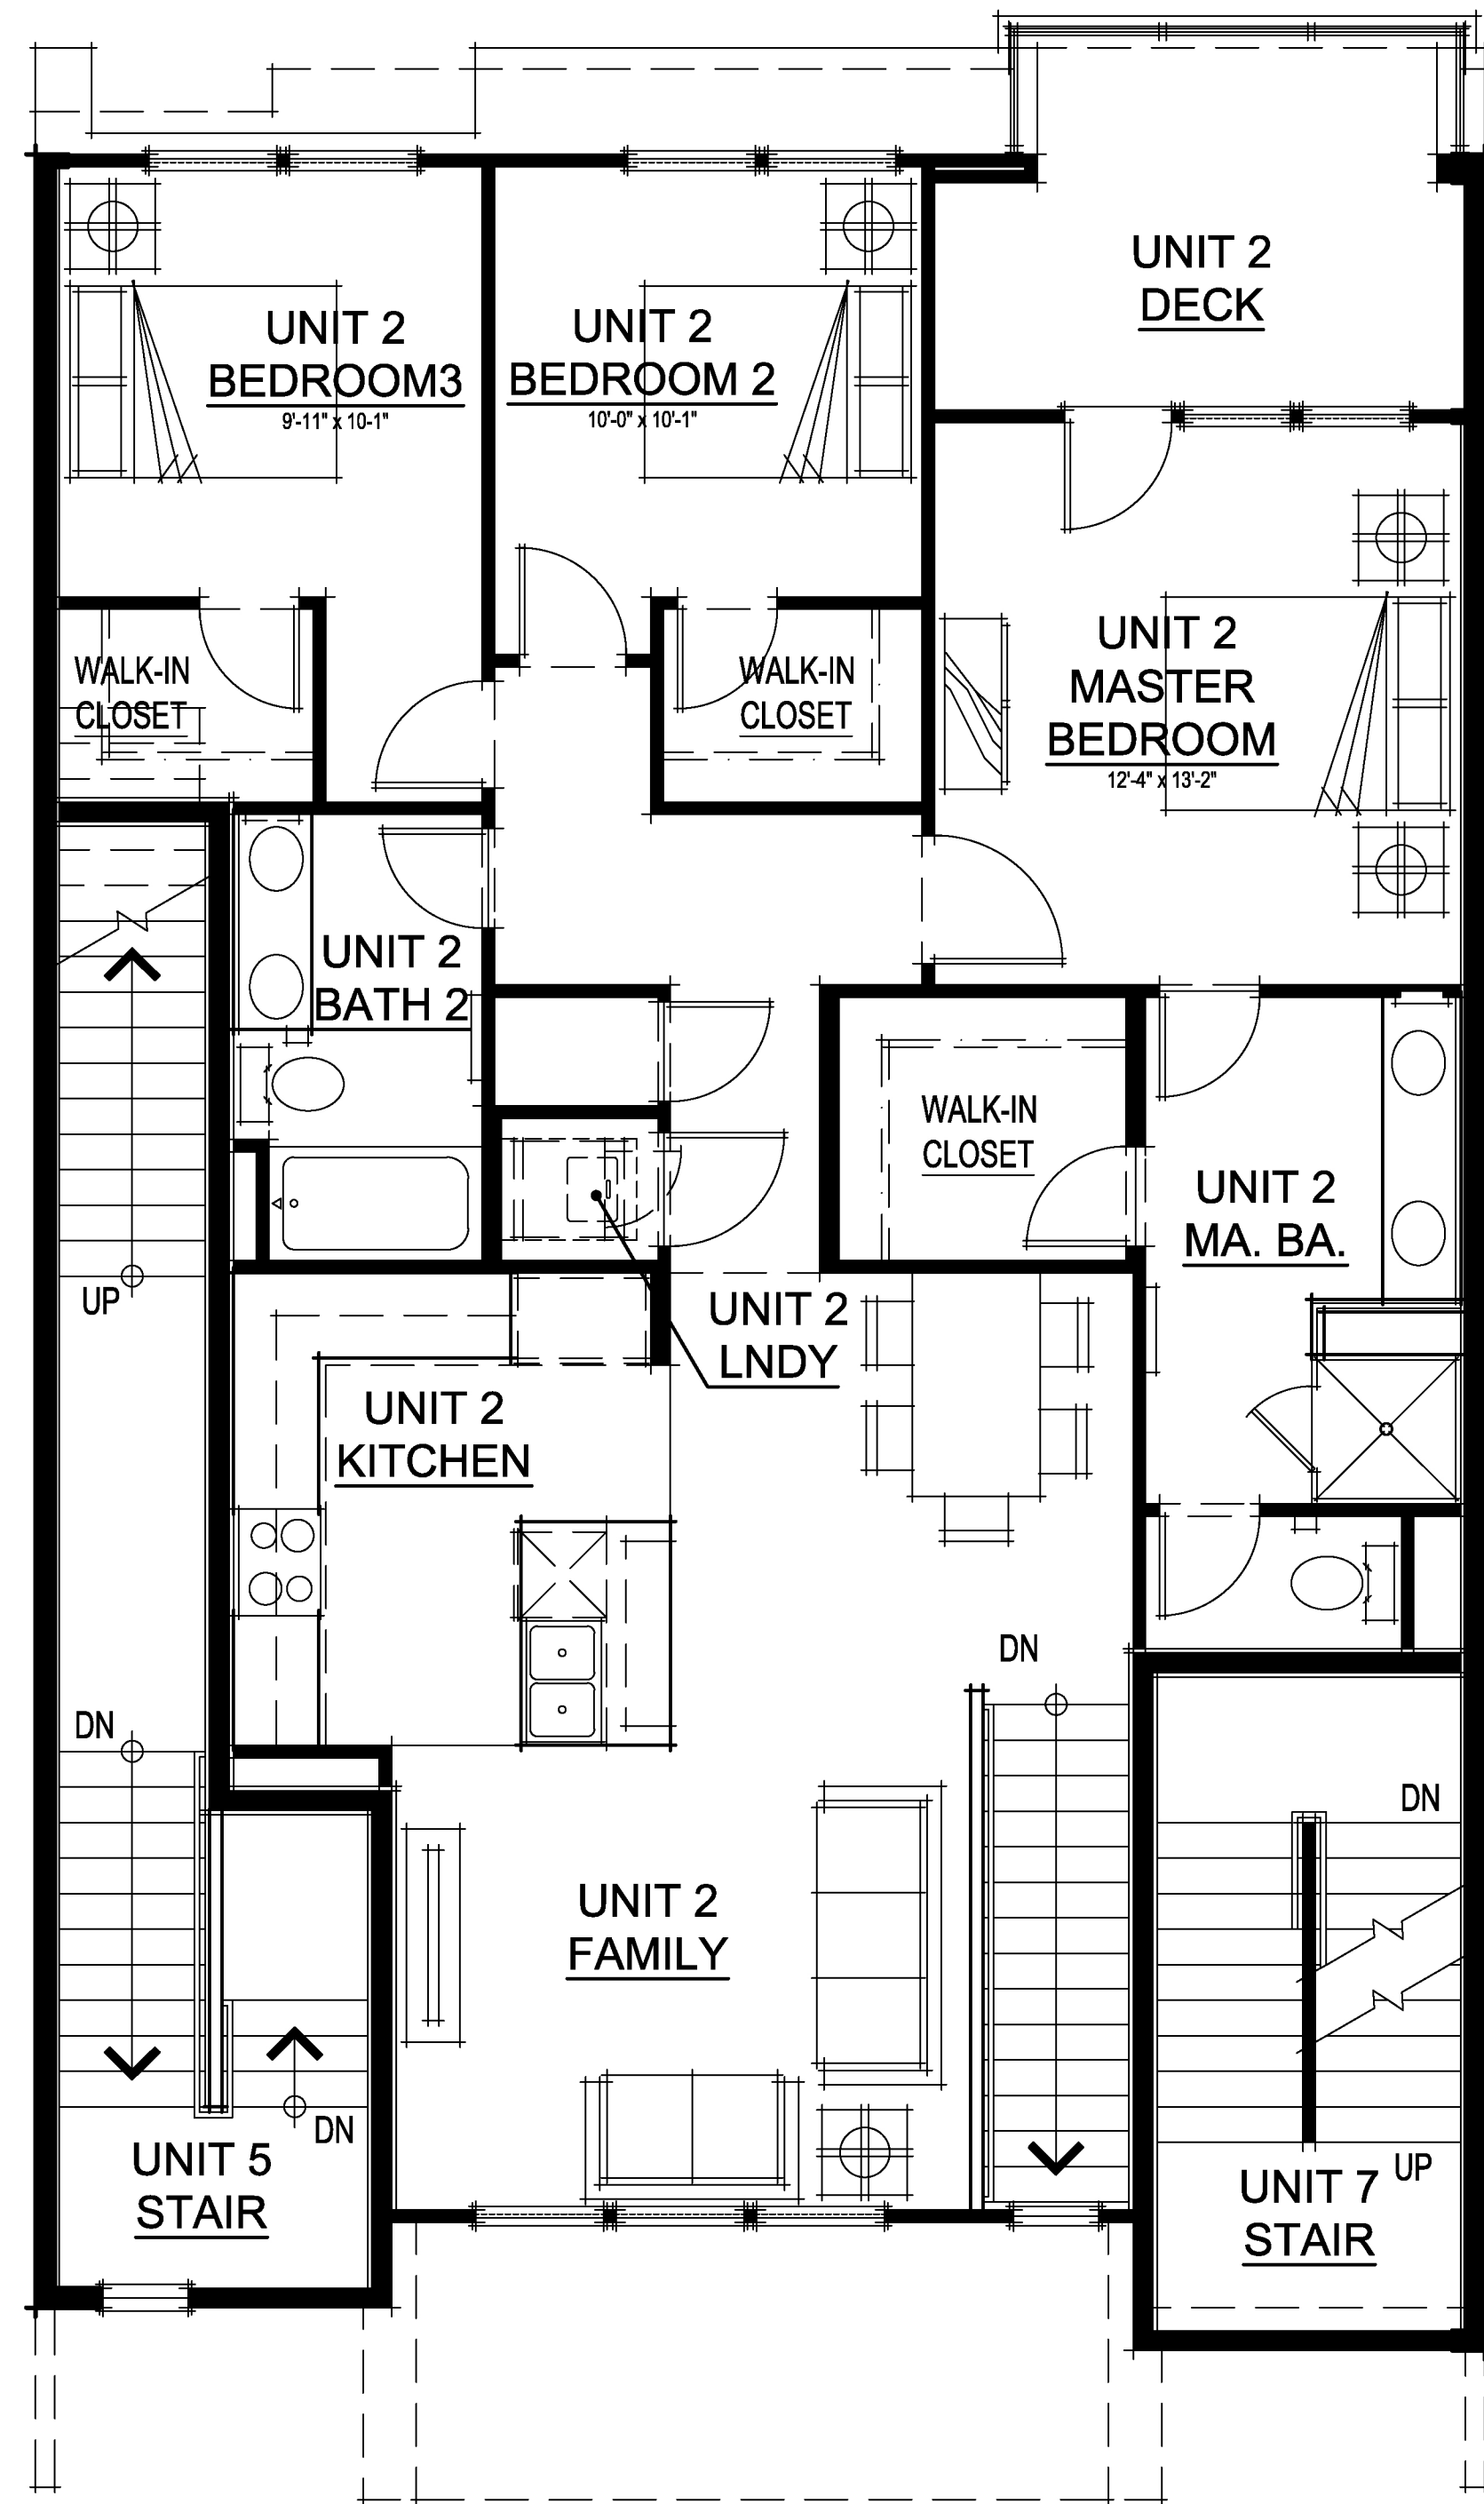 UNIT 2
DECK
UNIT 2
BEDROOM3
9'-11" x 10-1"
UNIT 2
BEDROOM 2
10'-0" x 10'-1"
UNIT 2
MASTER
BEDROOM
12'-4" x 13'-2"
WALK-IN
CLOSET
WALK-IN
CLOSET
UNIT 2
BATH 2
WALK-IN
CLOSET
UNIT 2
MA. BA.
UP
UNIT 2
LNDY
UNIT 2
KITCHEN
DN
DN
DN
UNIT 2
FAMILY
DN
UNIT 5
STAIR
UP
UNIT 7
STAIR